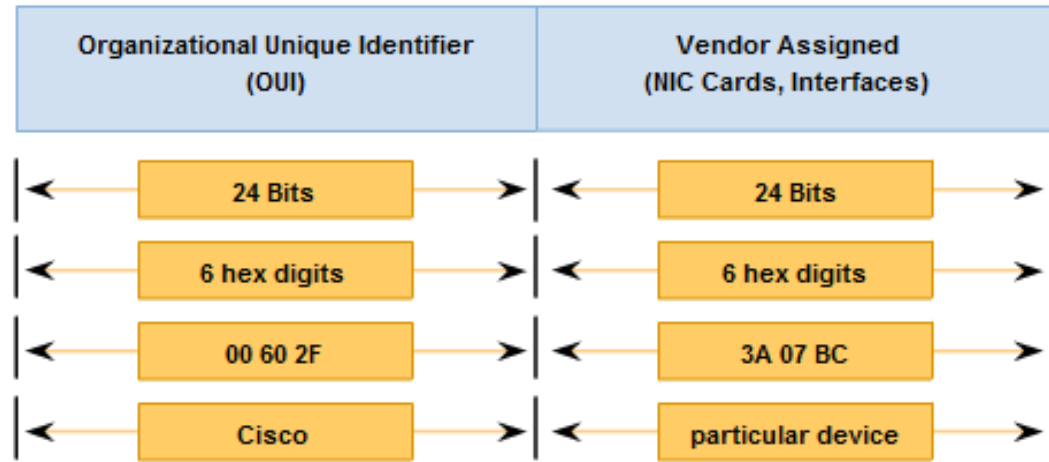 Organizational Unique Identifier
(OUI)
Vendor Assigned
(NIC Cards, Interfaces)
24 Bits
24 Bits
6 hex digits
6 hex digits
00 60 2F
3A 07 BC
Cisco
particular device